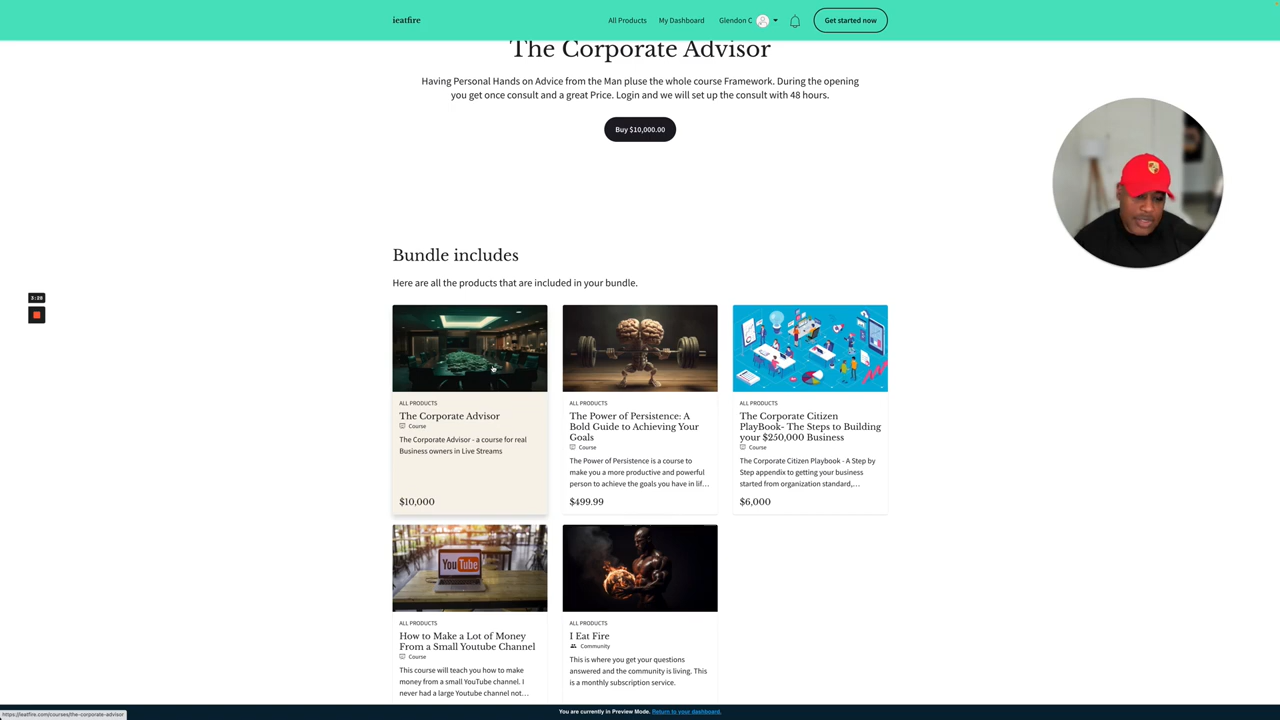 ieatfire
All Products
My Dashboard
Glendon C
Get started now
The Corporate Advisor
Having Personal Hands on Advice from the Man pluse the whole course Framework. During the opening
you get once consult and a great Price. Login and we will set up the consult with 48 hours.
Buy $10,000.00
3:28
Bundle includes
Here are all the products that are included in your bundle.
ALL PRODUCTS
The Corporate Advisor
Course
The Corporate Advisor - a course for real
Business owners in Live Streams
$10,000
ALL PRODUCTS
The Power of Persistence: A
Bold Guide to Achieving Your
Goals
Course
The Power of Persistence is a course to
make you a more productive and powerful
person to achieve the goals you have in lif…
$499.99
ALL PRODUCTS
The Corporate Citizen
PlayBook- The Steps to Building
your $250,000 Business
Course
The Corporate Citizen Playbook - A Step by
Step appendix to getting your business
started from organization standard,…
$6,000
YouTube
ALL PRODUCTS
How to Make a Lot of Money
From a Small Youtube Channel
Course
This course will teach you how to make
money from a small YouTube channel. I
never had a large Youtube channel not…
ALL PRODUCTS
I Eat Fire
Community
This is where you get your questions
answered and the community is living. This
is a monthly subscription service.
You are currently in Preview Mode. Return to your dashboard.
https://ieatfire.com/courses/the-corporate-advisor